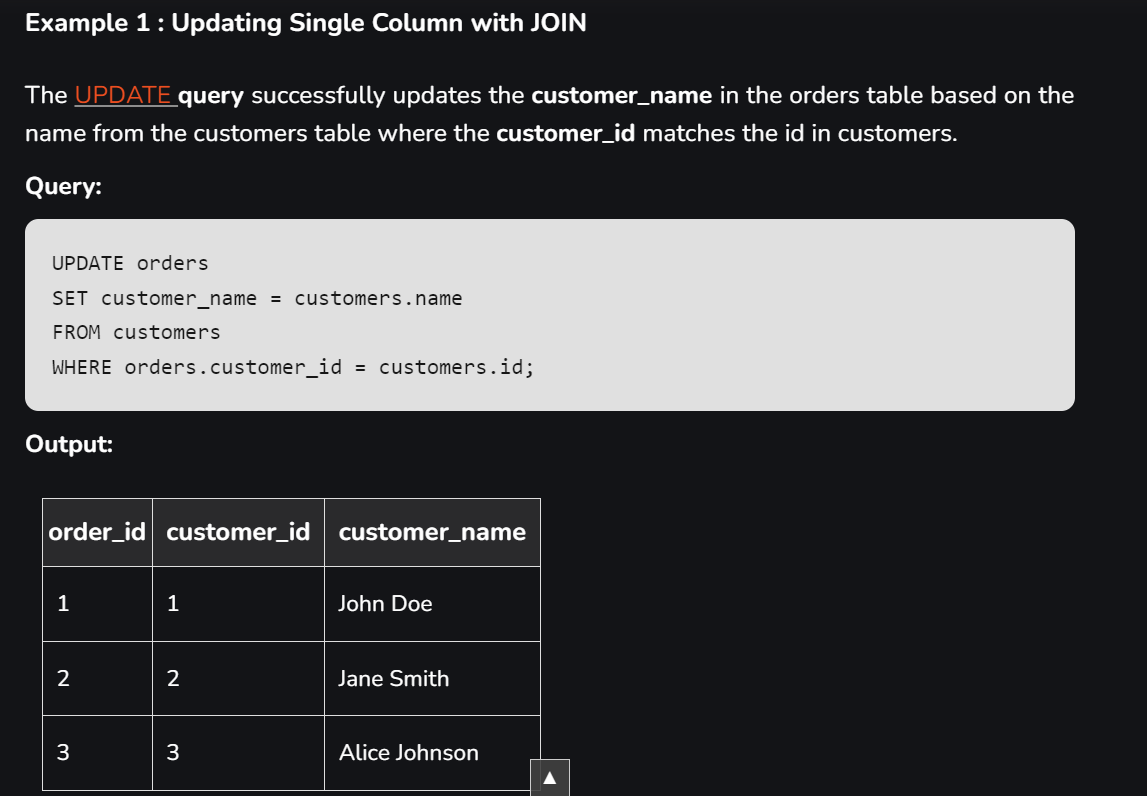 Example 1 : Updating Single Column with JOIN
The UPDATE query successfully updates the customer_name in the orders table based on the
name from the customers table where the customer_id matches the id in customers.
Query:
UPDATE orders
SET customer_name = customers.name
FROM customers
WHERE orders.customer_id = customers.id;
Output:
order_id customer_id customer_name
1 1 John Doe
2 2 Jane Smith
3 3 Alice Johnson